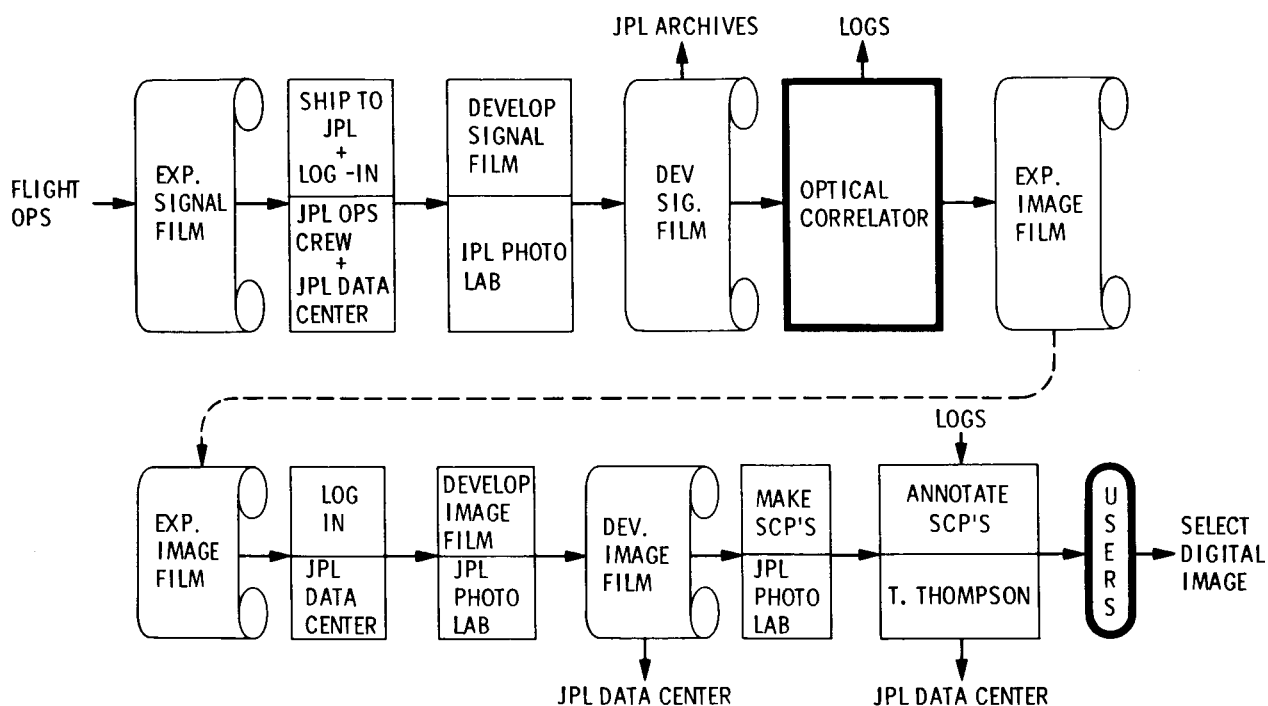 JPL ARCHIVES
LOGS
FLIGHT
OPS
EXP.
SIGNAL
FILM
SHIP TO
JPL
+
LOG -IN
JPL OPS
CREW
+
JPL DATA
CENTER
DEVELOP
SIGNAL
FILM
JPL PHOTO
LAB
DEV
SIG.
FILM
OPTICAL
CORRELATOR
EXP.
IMAGE
FILM
LOGS
EXP.
IMAGE
FILM
LOG
IN
JPL
DATA
CENTER
DEVELOP
IMAGE
FILM
JPL
PHOTO
LAB
DEV.
IMAGE
FILM
MAKE
SCP'S
JPL
PHOTO
LAB
ANNOTATE
SCP'S
T. THOMPSON
USERS
SELECT
DIGITAL
IMAGE
JPL DATA CENTER
JPL DATA CENTER